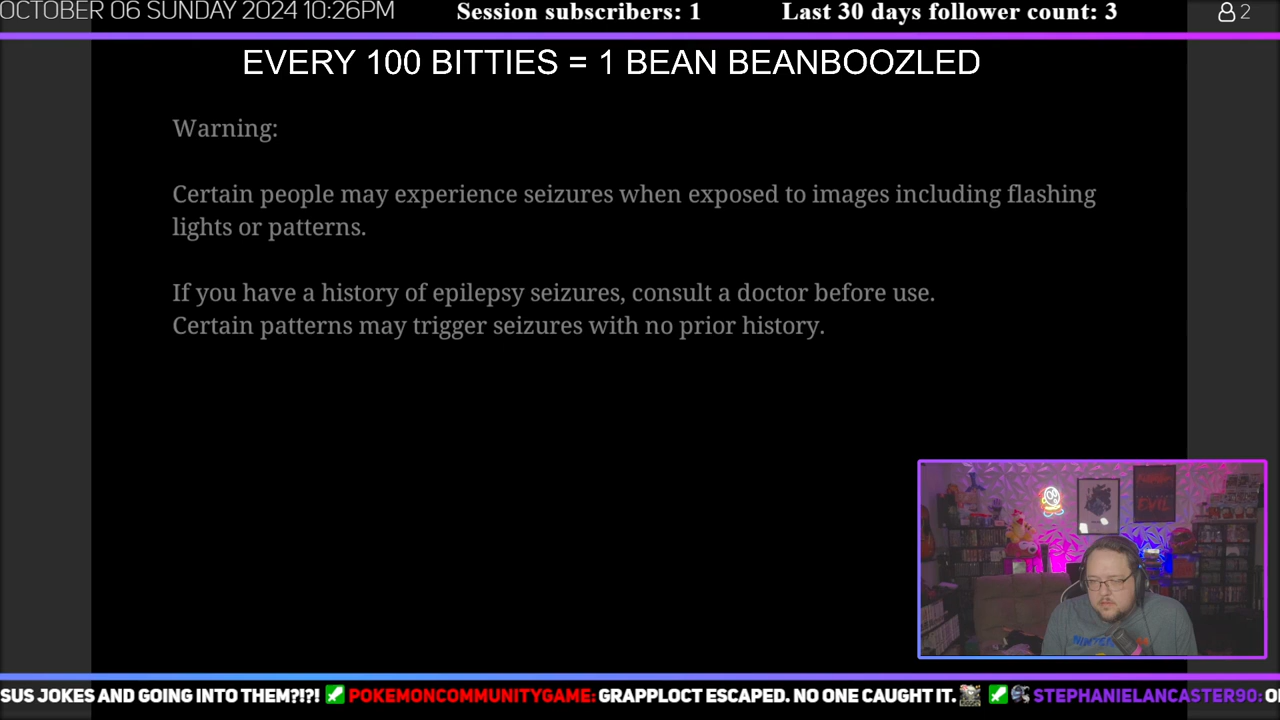 OCTOBER 06 SUNDAY 2024 10:26PM
Session subscribers: 1
Last 30 days follower count: 3
2
EVERY 100 BITTIES = 1 BEAN BEANBOOZLED
Warning:
Certain people may experience seizures when exposed to images including flashing
lights or patterns.
If you have a history of epilepsy seizures, consult a doctor before use.
Certain patterns may trigger seizures with no prior history.
EVIL
SUS JOKES AND GOING INTO THEM?!?! POKEMONCOMMUNITYGAME: GRAPPLOCT ESCAPED. NO ONE CAUGHT IT. STEPHANIELANCASTER90: